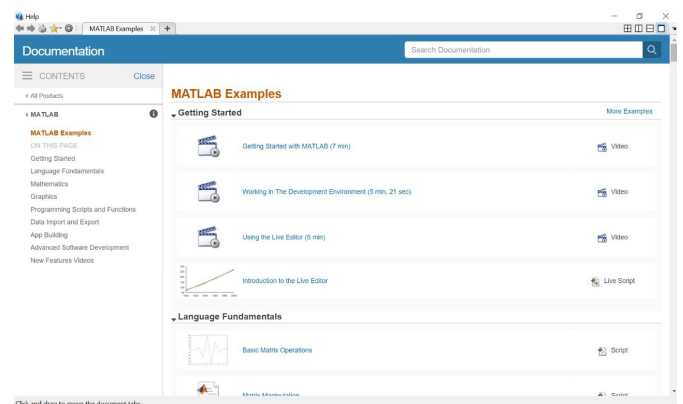 Help
MATLAB Examples
Documentation
Search Documentation
CONTENTS Close
All Products
MATLAB
MATLAB Examples
ON THIS PAGE
Getting Started
Language Fundamentals
Mathematics
Graphics
Programming Scripts and Functions
Data Import and Export
App Building
Advanced Software Development
New Features Videos
MATLAB Examples
Getting Started More Examples
Getting Started with MATLAB (7 min) Video
Working in The Development Environment (5 min, 21 sec) Video
Using the Live Editor (5 min) Video
Introduction to the Live Editor Live Script
Language Fundamentals
Basic Matrix Operations Script
Matrix Manipulation Script
Click and drag to move the document tabs